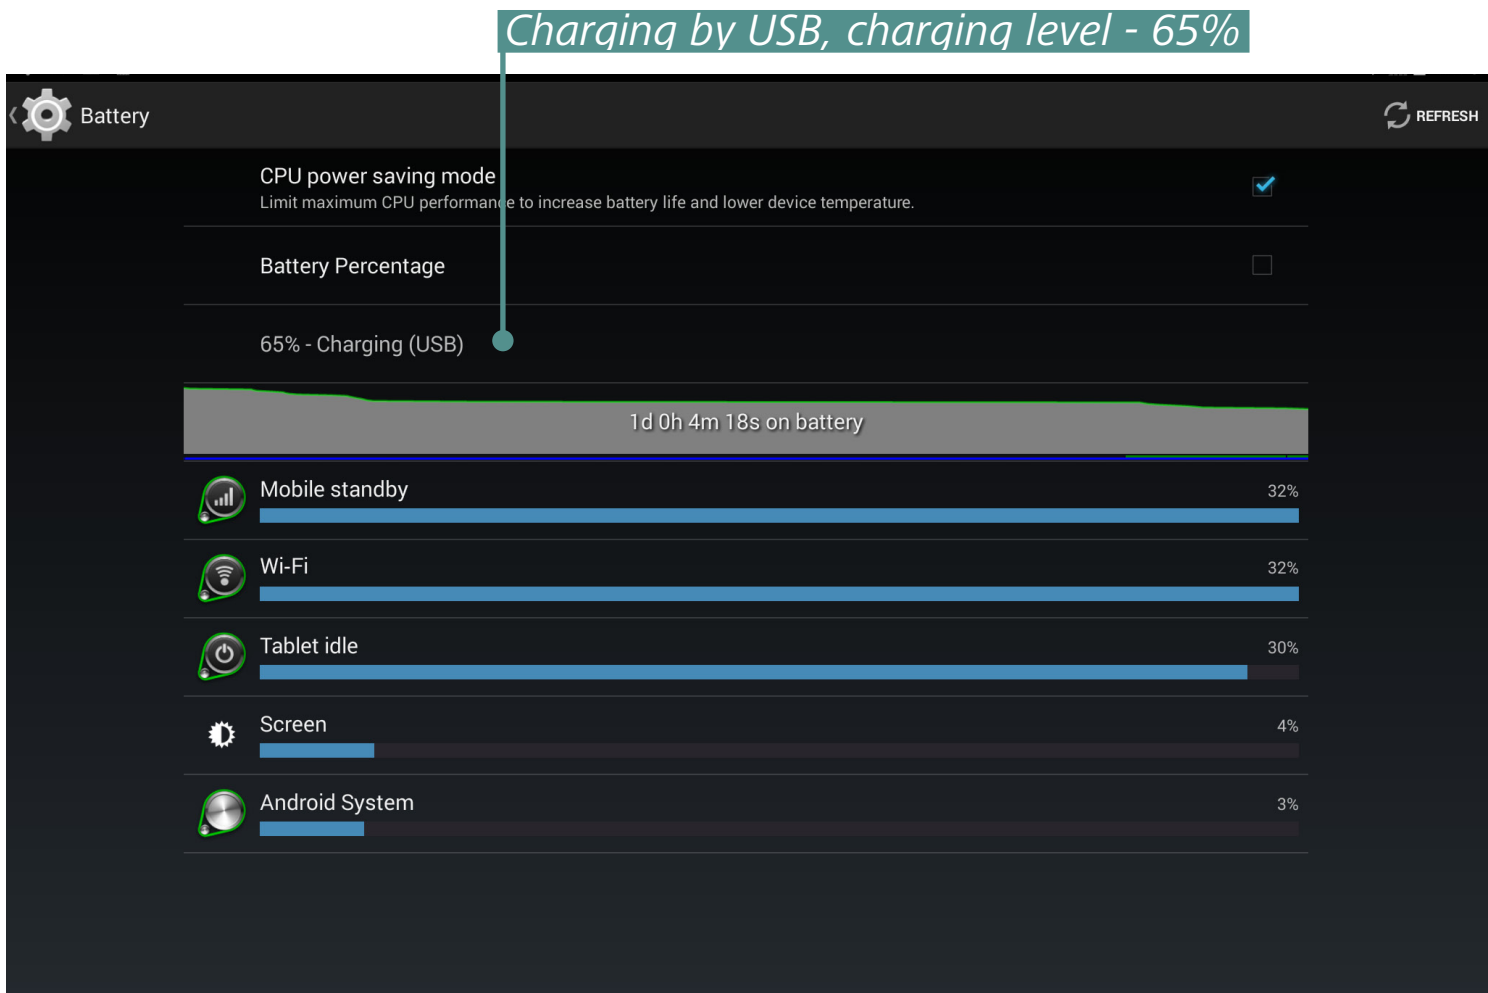 Charging by USB, charging level - 65%
Battery
REFRESH
CPU power saving mode
Limit maximum CPU performance to increase battery life and lower device temperature.
Battery Percentage
65% - Charging (USB)
1d 0h 4m 18s on battery
Mobile standby
32%
Wi-Fi
32%
Tablet idle
30%
Screen
4%
Android System
3%